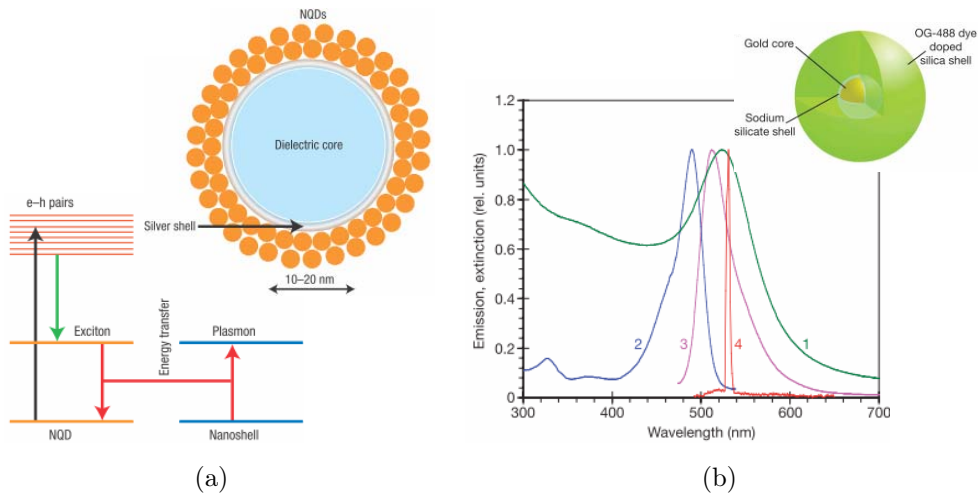 NQDs
Dielectric core
Silver shell
10–20 nm
e–h pairs
Exciton
Energy transfer
Plasmon
NQD
Nanoshell
(a)
OG-488 dye
doped
silica shell
Gold core
Sodium
silicate shell
Emission, extinction (rel. units)
1.2
1.0
0.8
0.6
0.4
0.2
0
2
3
4
1
300
400
500
600
700
Wavelength (nm)
(b)